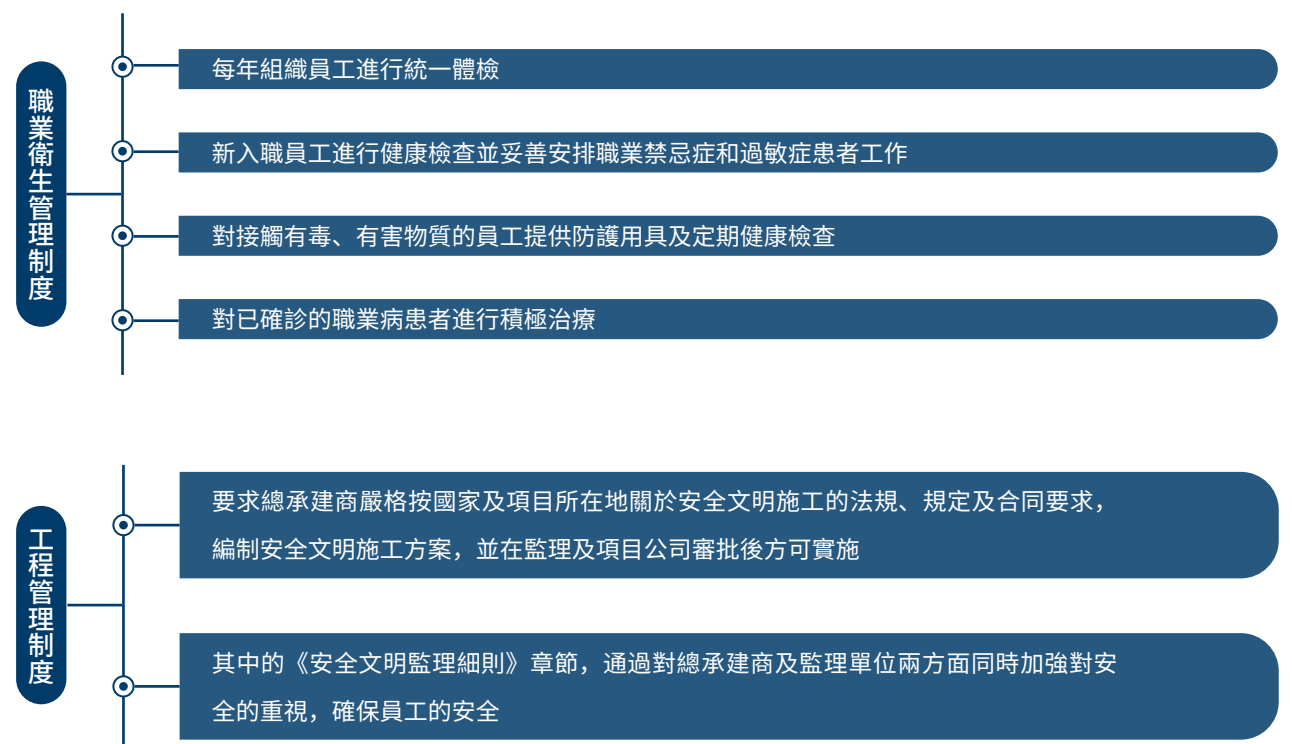 職業衛生管理制度
每年組織員工進行統一體檢
新入職員工進行健康檢查並妥善安排職業禁忌症和過敏症患者工作
對接觸有毒、有害物質的員工提供防護用具及定期健康檢查
對已確診的職業病患者進行積極治療
工程管理制度
要求總承建商嚴格按國家及項目所在地關於安全文明施工的法規、規定及合同要求，
編制安全文明施工方案，並在監理及項目公司審批後方可實施
其中的《安全文明監理細則》章節，通過對總承建商及監理單位兩方面同時加強對安
全的重視，確保員工的安全